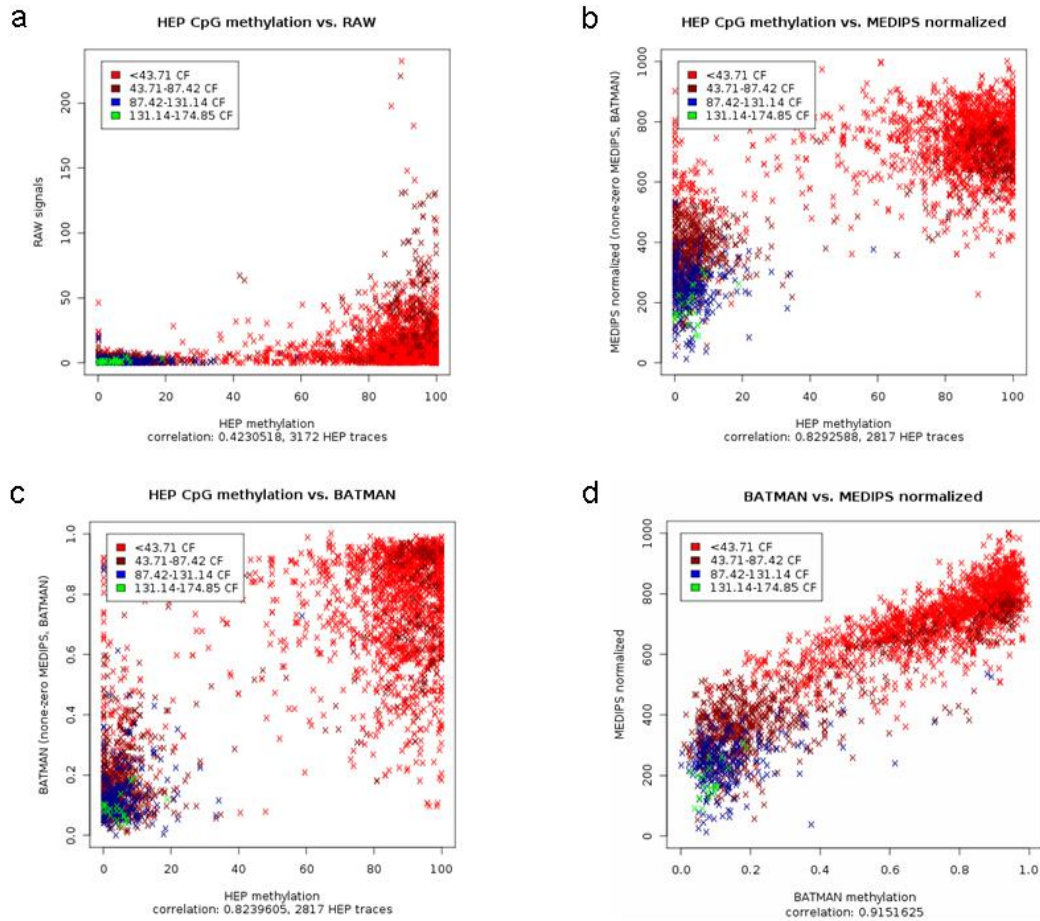 a
HEP CpG methylation vs. RAW
<43.71 CF
43.71-87.42 CF
87.42-131.14 CF
131.14-174.85 CF
RAW signals
0
50
100
150
200
0 20 40 60 80 100
HEP methylation
correlation: 0.4230518, 3172 HEP traces
b
HEP CpG methylation vs. MEDIPS normalized
<43.71 CF
43.71-87.42 CF
87.42-131.14 CF
131.14-174.85 CF
MEDIPS normalized (none-zero MEDIPS, BATMAN)
0
200
400
600
800
1000
0 20 40 60 80 100
HEP methylation
correlation: 0.8292588, 2817 HEP traces
c
HEP CpG methylation vs. BATMAN
<43.71 CF
43.71-87.42 CF
87.42-131.14 CF
131.14-174.85 CF
BATMAN (none-zero MEDIPS, BATMAN)
0.0
0.2
0.4
0.6
0.8
1.0
0 20 40 60 80 100
HEP methylation
correlation: 0.8239605, 2817 HEP traces
d
BATMAN vs. MEDIPS normalized
<43.71 CF
43.71-87.42 CF
87.42-131.14 CF
131.14-174.85 CF
MEDIPS normalized
0
200
400
600
800
1000
0.0 0.2 0.4 0.6 0.8 1.0
BATMAN methylation
correlation: 0.9151625